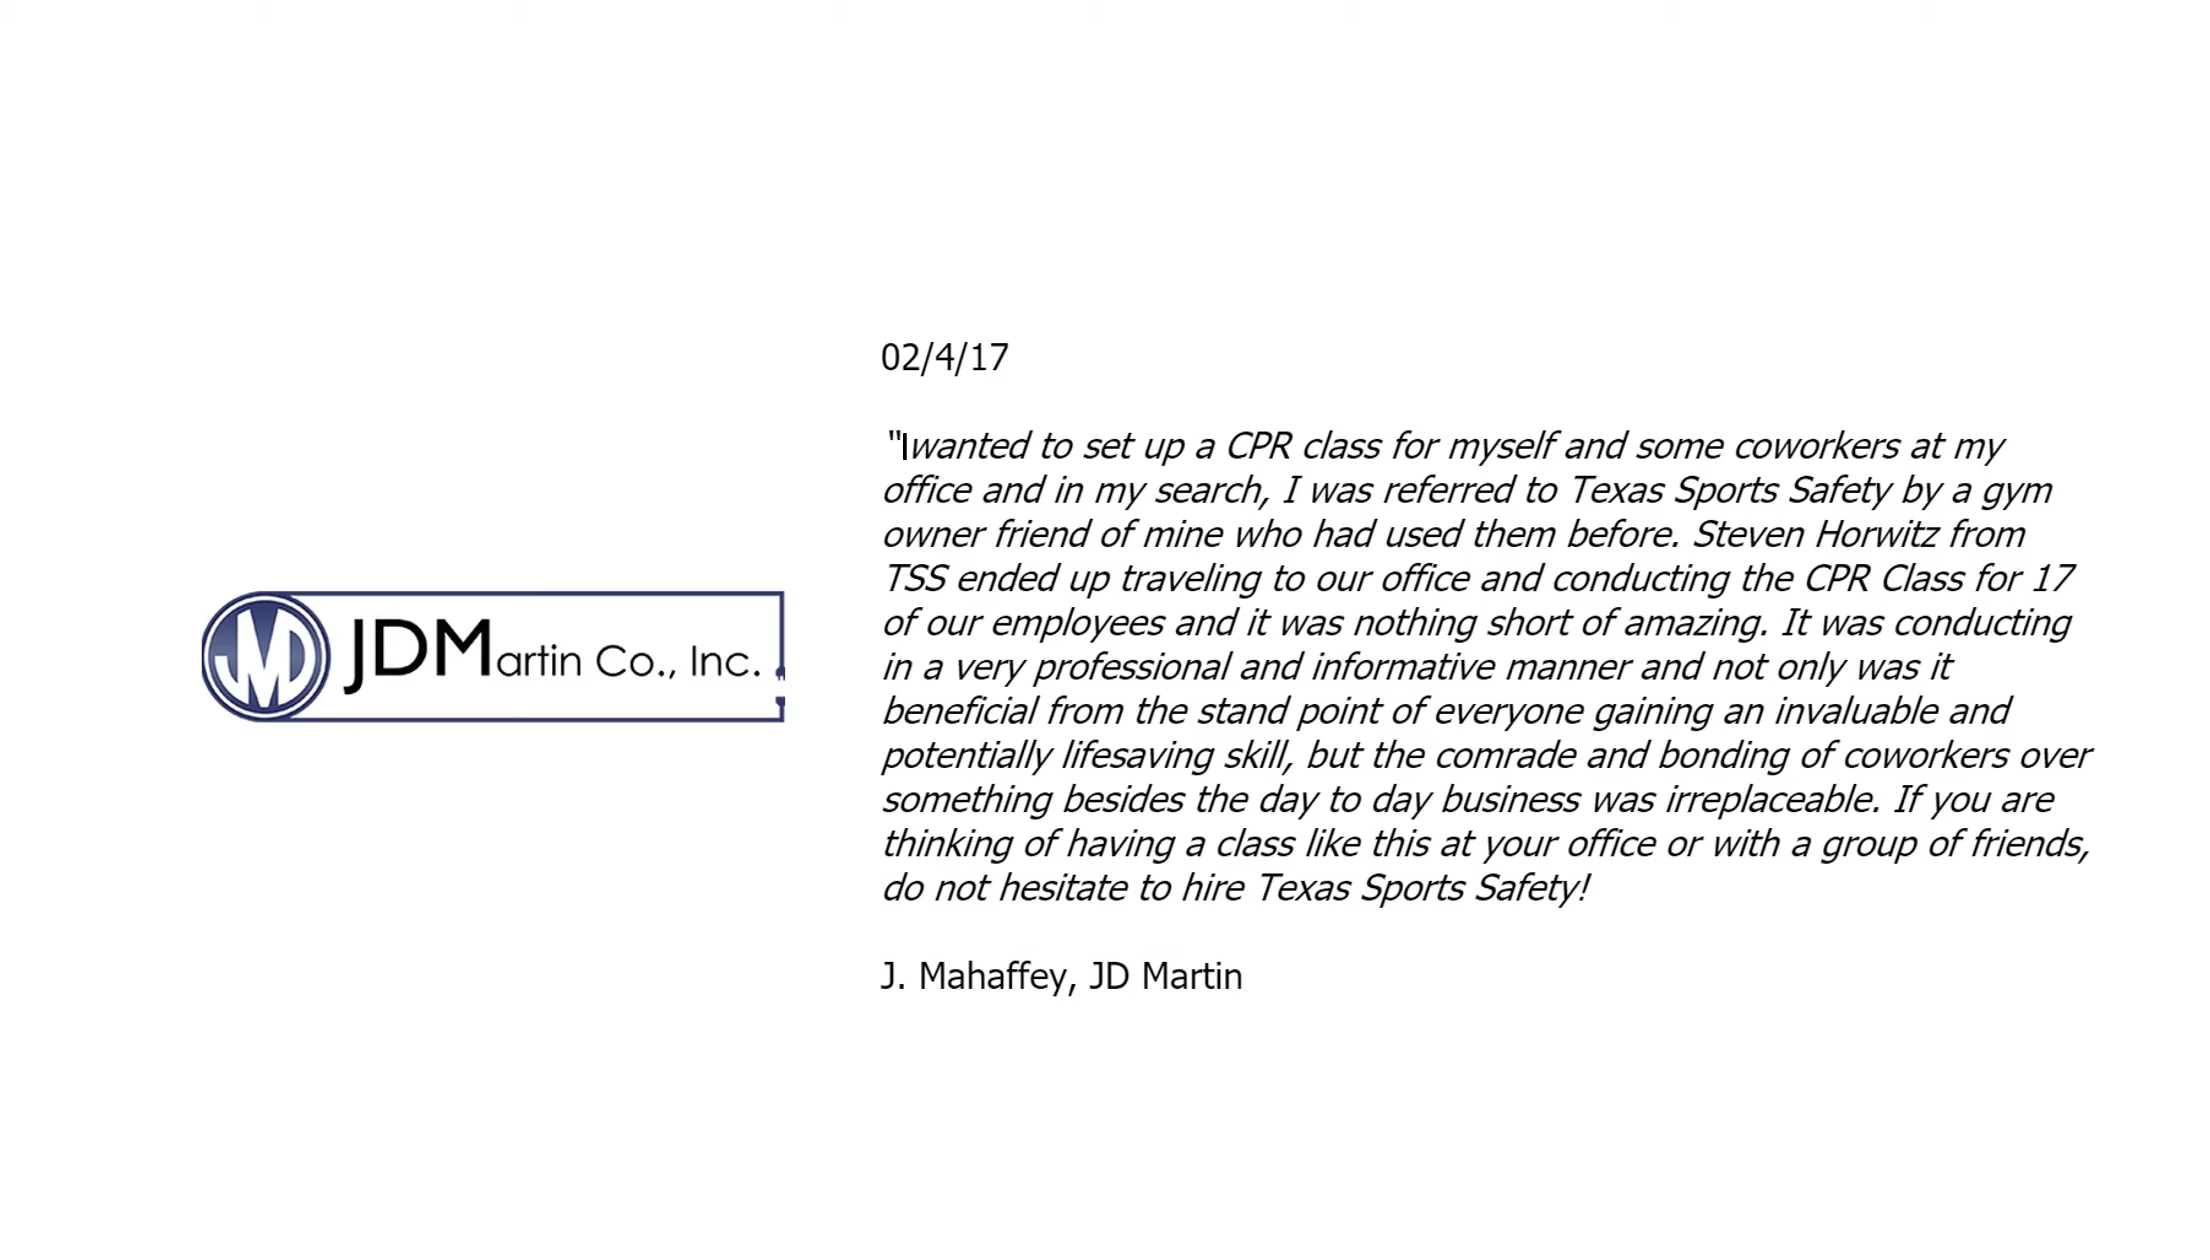 02/4/17
"Iwanted to set up a CPR class for myself and some coworkers at my
office and in my search, I was referred to Texas Sports Safety by a gym
owner friend of mine who had used them before. Steven Horwitz from
TSS ended up traveling to our office and conducting the CPR Class for 17
of our employees and it was nothing short of amazing. It was conducting
in a very professional and informative manner and not only was it
beneficial from the stand point of everyone gaining an invaluable and
potentially lifesaving skill, but the comrade and bonding of coworkers over
something besides the day to day business was irreplaceable. If you are
thinking of having a class like this at your office or with a group of friends,
do not hesitate to hire Texas Sports Safety!
J. Mahaffey, JD Martin
JMD
JDMartin Co., Inc.